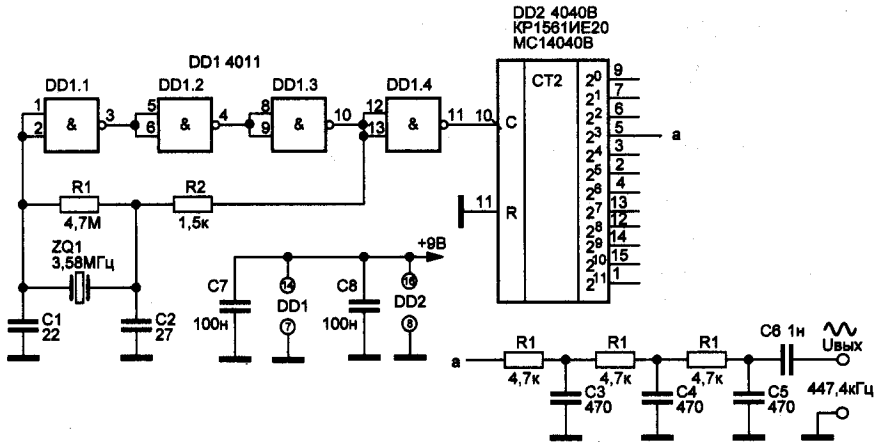 DD2 4040B
КР1561ИЕ20
MC14040B
DD1 4011
DD1.1
DD1.2
DD1.3
DD1.4
1
2
&
3
5
6
&
4
8
9
&
10
12
13
&
11
10
C
CT2
11
R
2⁰ 9
2¹ 7
2² 6
2³ 5
a
2⁴ 3
2⁵ 2
2⁶ 4
2⁷ 13
2⁸ 12
2⁹ 14
2¹⁰ 15
2¹¹ 1
R1
4,7М
R2
1,5к
ZQ1
3,58МГц
C1
22
C2
27
+9В
C7
100н
14
DD1
7
C8
100н
16
DD2
8
a
R1
4,7к
R1
4,7к
R1
4,7к
C3
470
C4
470
C5
470
C6 1н
Uвых
447,4кГц